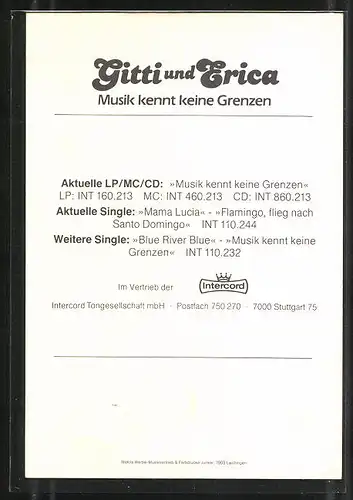 Gitti und Erica
Musik kennt keine Grenzen
Aktuelle LP/MC/CD: »Musik kennt keine Grenzen«
LP: INT 160.213 MC: INT 460.213 CD: INT 860.213
Aktuelle Single: »Mama Lucia« - »Flamingo, flieg nach
Santo Domingo« INT 110.244
Weitere Single: »Blue River Blue« - »Musik kennt keine
Grenzen« INT 110.232
Im Vertrieb der Intercord
Intercord Tongesellschaft mbH · Postfach 750 270 · 7000 Stuttgart 75